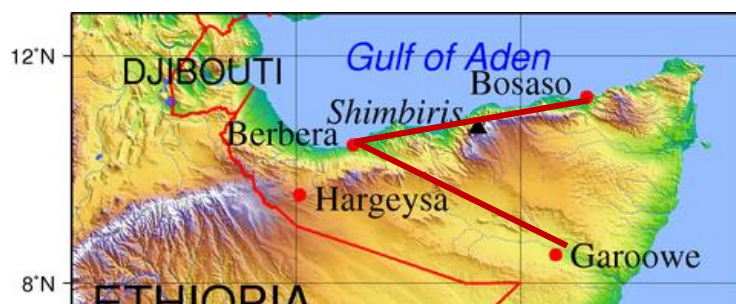 12°N
Gulf of Aden
DJIBOUTI
Bosaso
Shimbiris
Berbera
Hargeysa
Garoowe
8°N
ETHIOPIA